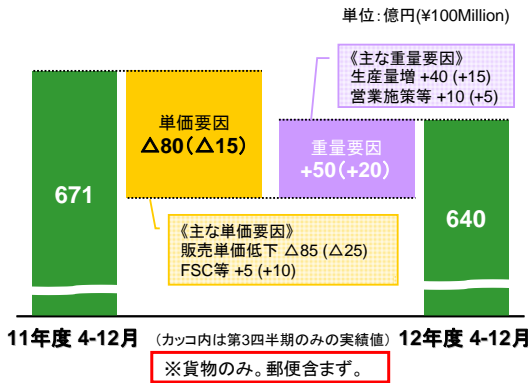 単位：億円(¥100Million)
《主な重量要因》
生産量増 +40 (+15)
営業施策等 +10 (+5)
単価要因
△80(△15)
重量要因
+50(+20)
671
640
《主な単価要因》
販売単価低下 △85 (△25)
FSC等 +5 (+10)
11年度 4-12月 （カッコ内は第3四半期のみの実績値） 12年度 4-12月
※貨物のみ。郵便含まず。